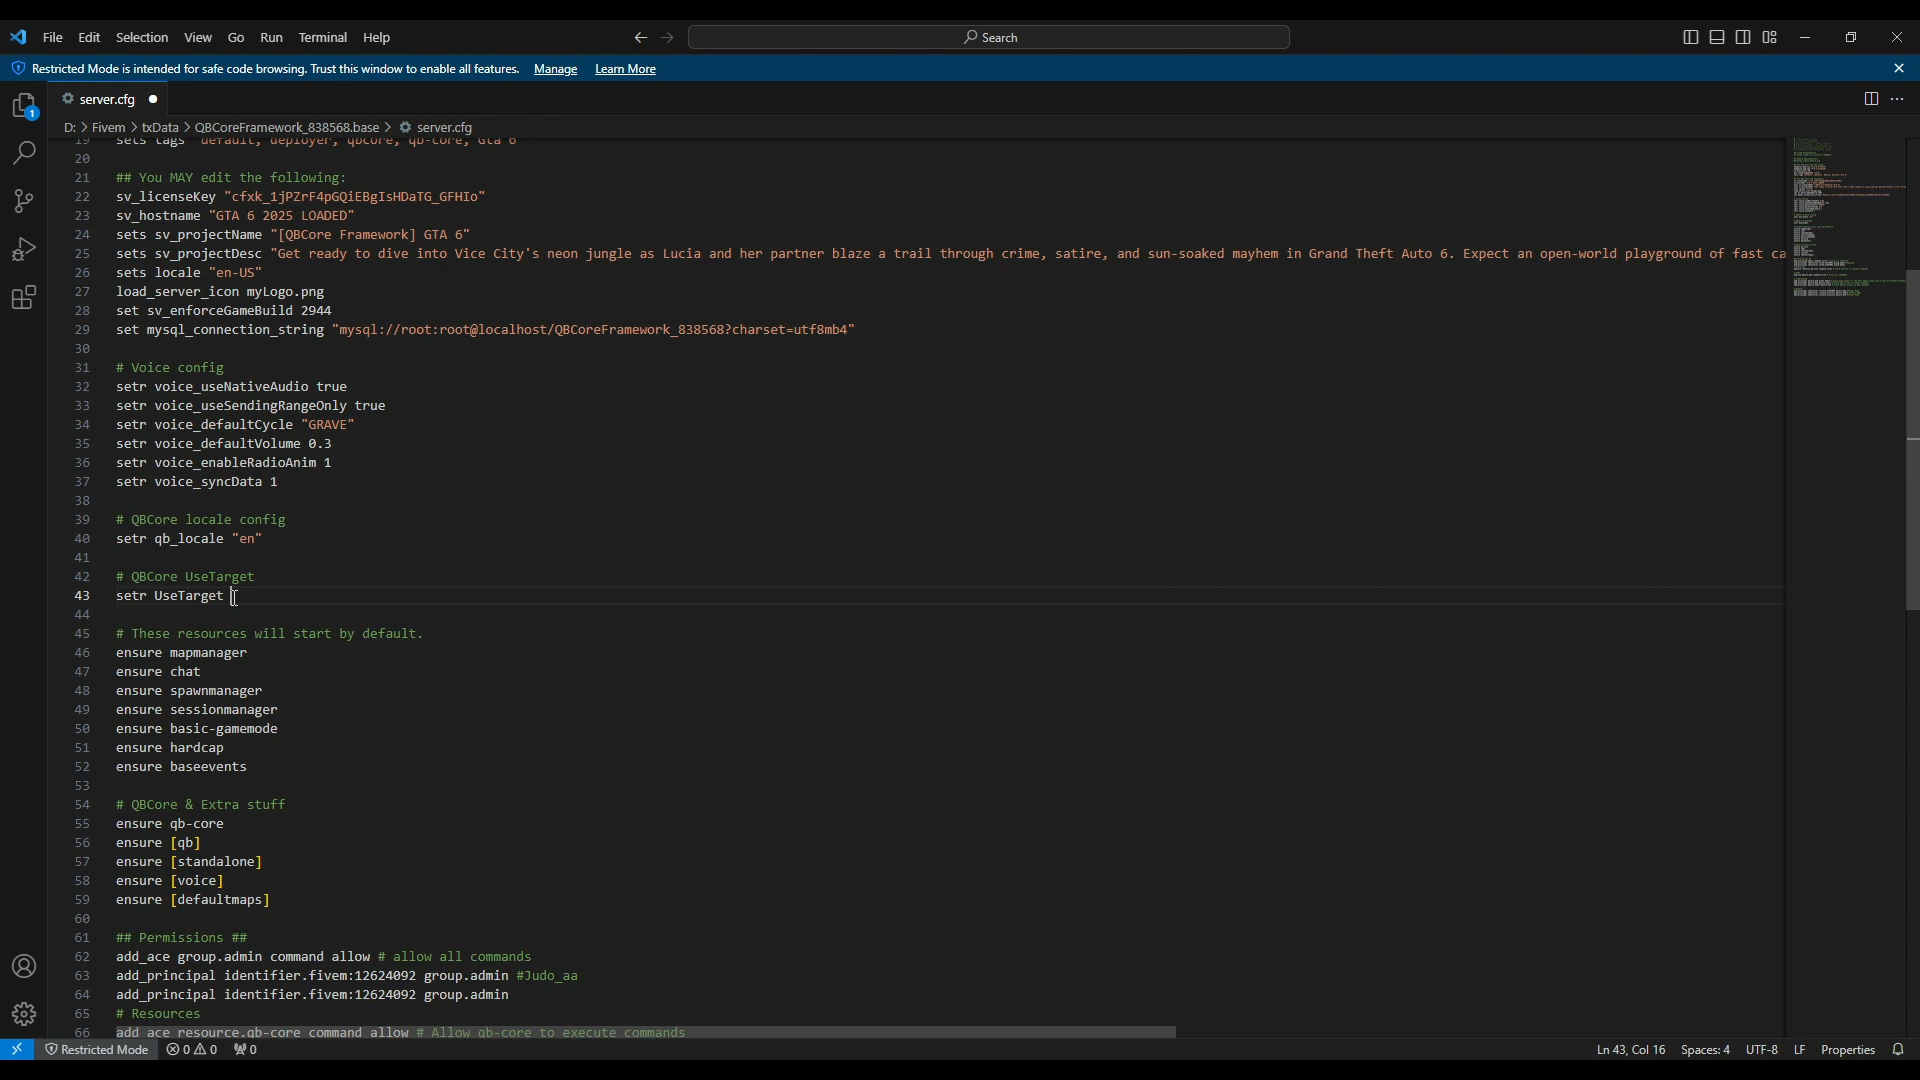 File Edit Selection View Go Run Terminal Help
Search
Restricted Mode is intended for safe code browsing. Trust this window to enable all features. Manage Learn More
1
server.cfg
D: > Fivem > txData > QBCoreFramework_838568.base > server.cfg
19 sets tags "default, deployer, qbcore, qb-core, Gta 6"
20
21 ## You MAY edit the following:
22 sv_licenseKey "cfxk_1jPZrF4pGQiEBgIsHDaTG_GFHIo"
23 sv_hostname "GTA 6 2025 LOADED"
24 sets sv_projectName "[QBCore Framework] GTA 6"
25 sets sv_projectDesc "Get ready to dive into Vice City's neon jungle as Lucia and her partner blaze a trail through crime, satire, and sun-soaked mayhem in Grand Theft Auto 6. Expect an open-world playground of fast ca
26 sets locale "en-US"
27 load_server_icon myLogo.png
28 set sv_enforceGameBuild 2944
29 set mysql_connection_string "mysql://root:root@localhost/QBCoreFramework_838568?charset=utf8mb4"
30
31 # Voice config
32 setr voice_useNativeAudio true
33 setr voice_useSendingRangeOnly true
34 setr voice_defaultCycle "GRAVE"
35 setr voice_defaultVolume 0.3
36 setr voice_enableRadioAnim 1
37 setr voice_syncData 1
38
39 # QBCore locale config
40 setr qb_locale "en"
41
42 # QBCore UseTarget
43 setr UseTarget
44
45 # These resources will start by default.
46 ensure mapmanager
47 ensure chat
48 ensure spawnmanager
49 ensure sessionmanager
50 ensure basic-gamemode
51 ensure hardcap
52 ensure baseevents
53
54 # QBCore & Extra stuff
55 ensure qb-core
56 ensure [qb]
57 ensure [standalone]
58 ensure [voice]
59 ensure [defaultmaps]
60
61 ## Permissions ##
62 add_ace group.admin command allow # allow all commands
63 add_principal identifier.fivem:12624092 group.admin #Judo_aa
64 add_principal identifier.fivem:12624092 group.admin
65 # Resources
66 add_ace resource.qb-core command allow # Allow qb-core to execute commands
Restricted Mode 0 0 0 Ln 43, Col 16 Spaces: 4 UTF-8 LF Properties